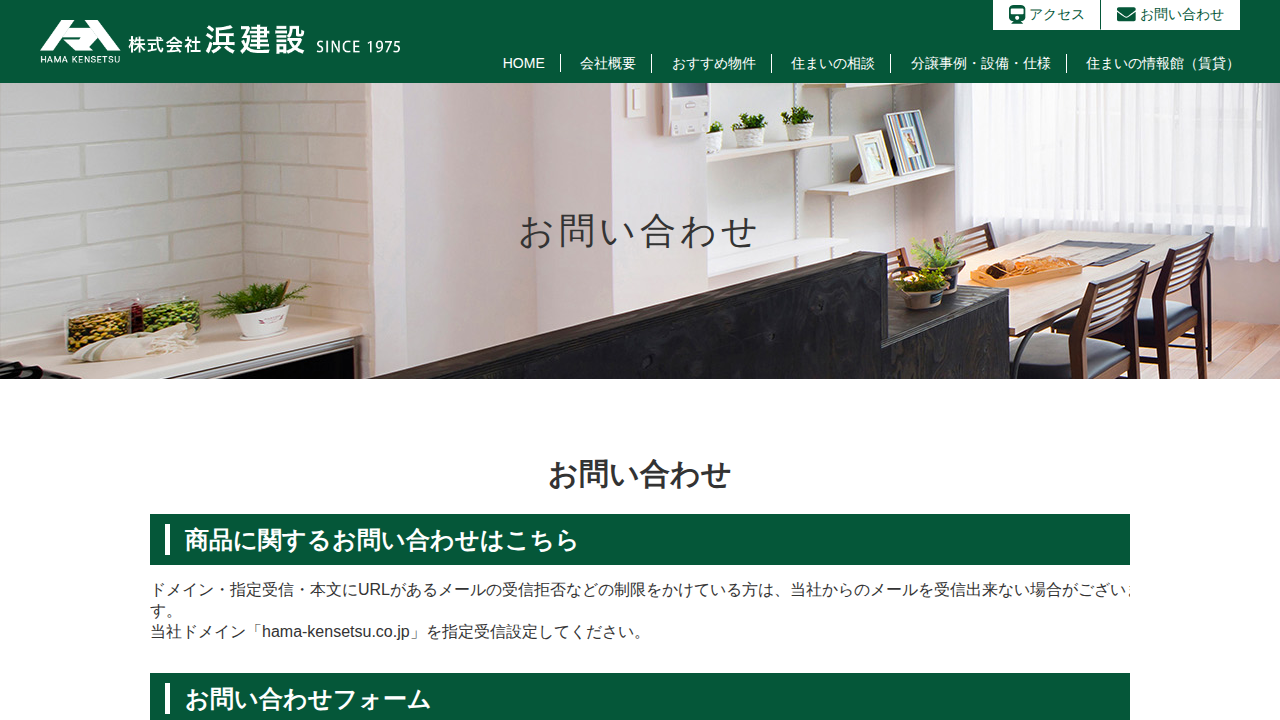 アクセス
お問い合わせ
HAMA KENSETSU
株式会社 浜建設 SINCE 1975
HOME
会社概要
おすすめ物件
住まいの相談
分譲事例・設備・仕様
住まいの情報館（賃貸）
お問い合わせ
お問い合わせ
商品に関するお問い合わせはこちら
ドメイン・指定受信・本文にURLがあるメールの受信拒否などの制限をかけている方は、当社からのメールを受信出来ない場合がございま
す。
当社ドメイン「hama-kensetsu.co.jp」を指定受信設定してください。
お問い合わせフォーム